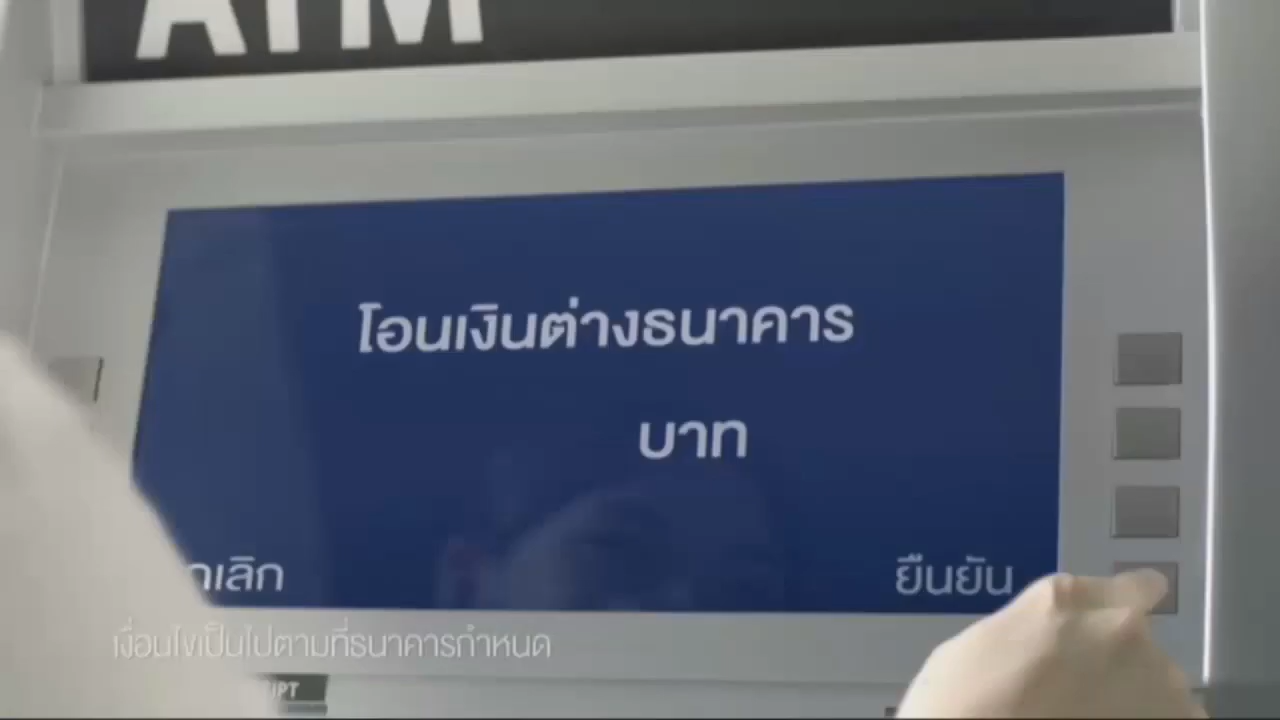 ATM
โอนเงินต่างธนาคาร
บาท
ยืนยัน
เงื่อนไขเป็นไปตามที่ธนาคารกำหนด